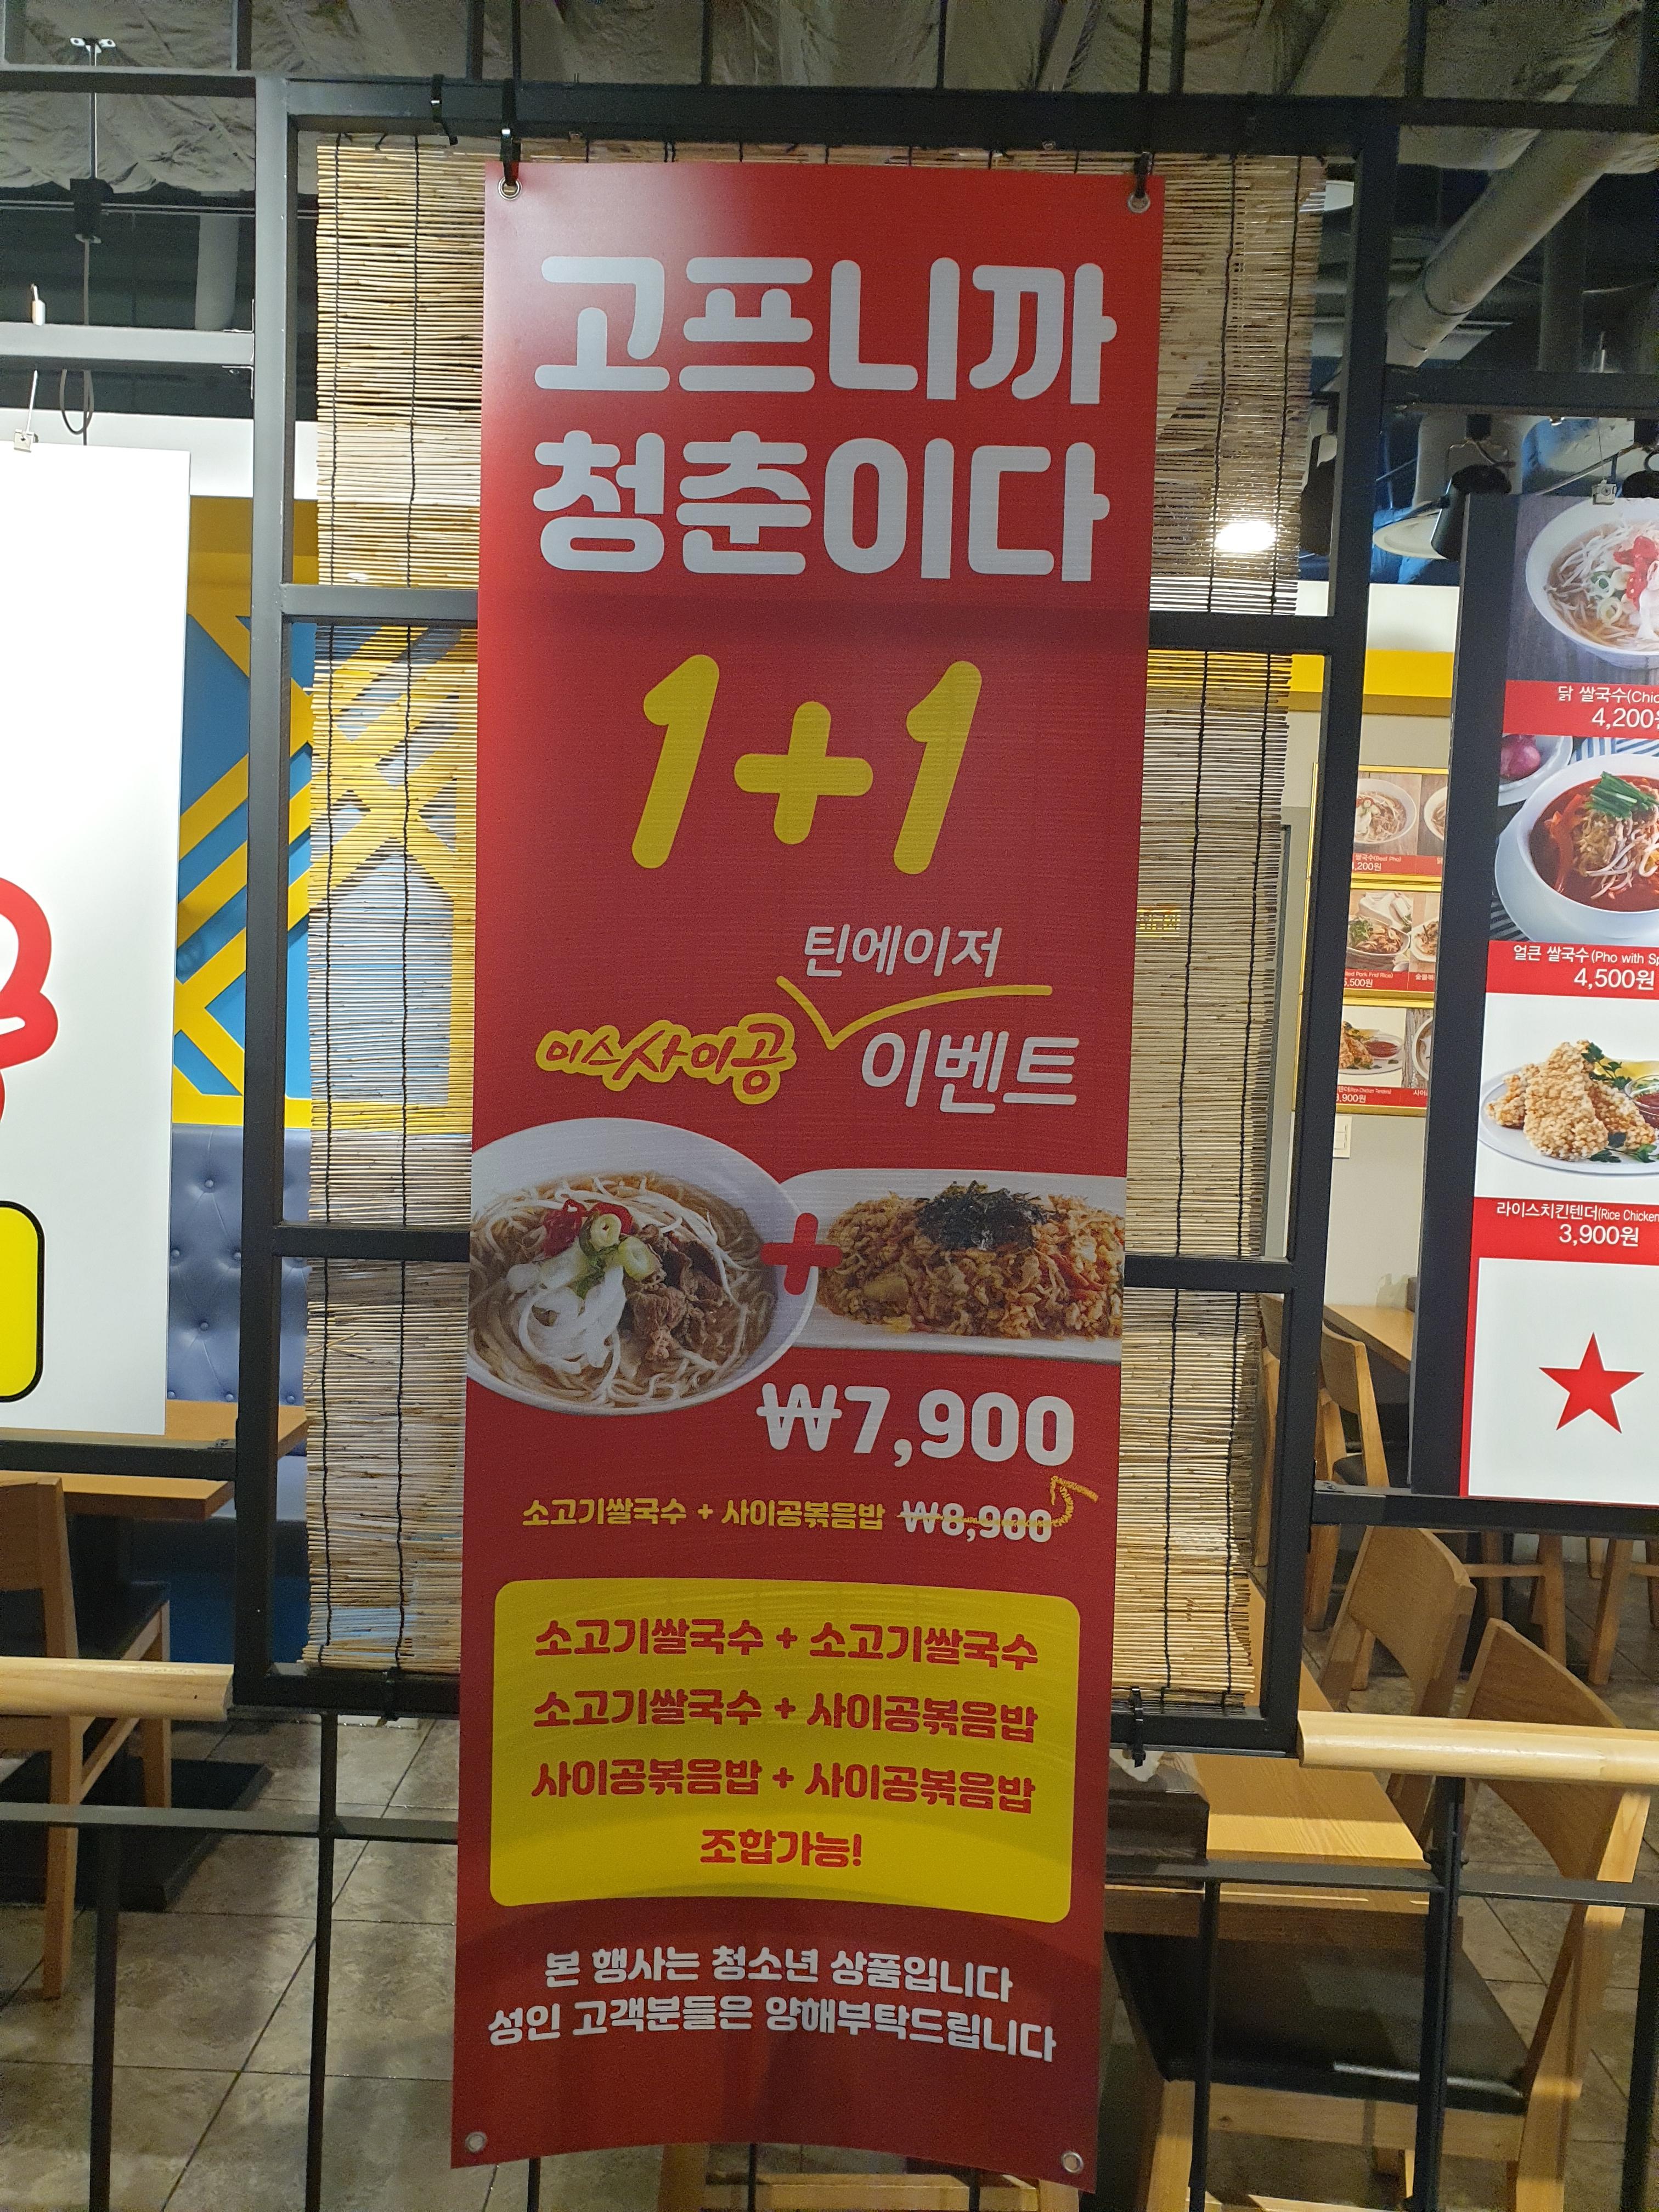 고프니까
청춘이다
1+1
틴에이저
미스사이공 이벤트
+
₩7,900
소고기쌀국수 + 사이공볶음밥 ₩8,900
소고기쌀국수 + 소고기쌀국수
소고기쌀국수 + 사이공볶음밥
사이공볶음밥 + 사이공볶음밥
조합가능!
본 행사는 청소년 상품입니다
성인 고객분들은 양해부탁드립니다
닭 쌀국수(Chic
4,200원
얼큰 쌀국수(Pho with Sp
4,500원
라이스치킨텐더(Rice Chicken
3,900원